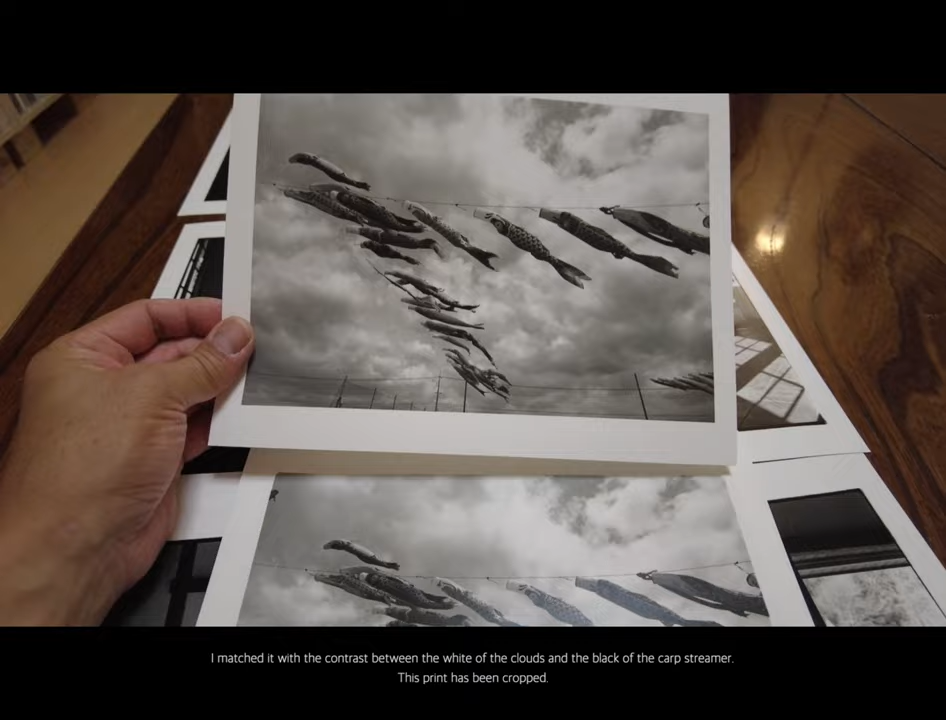 I matched it with the contrast between the white of the clouds and the black of the carp streamer.
This print has been cropped.